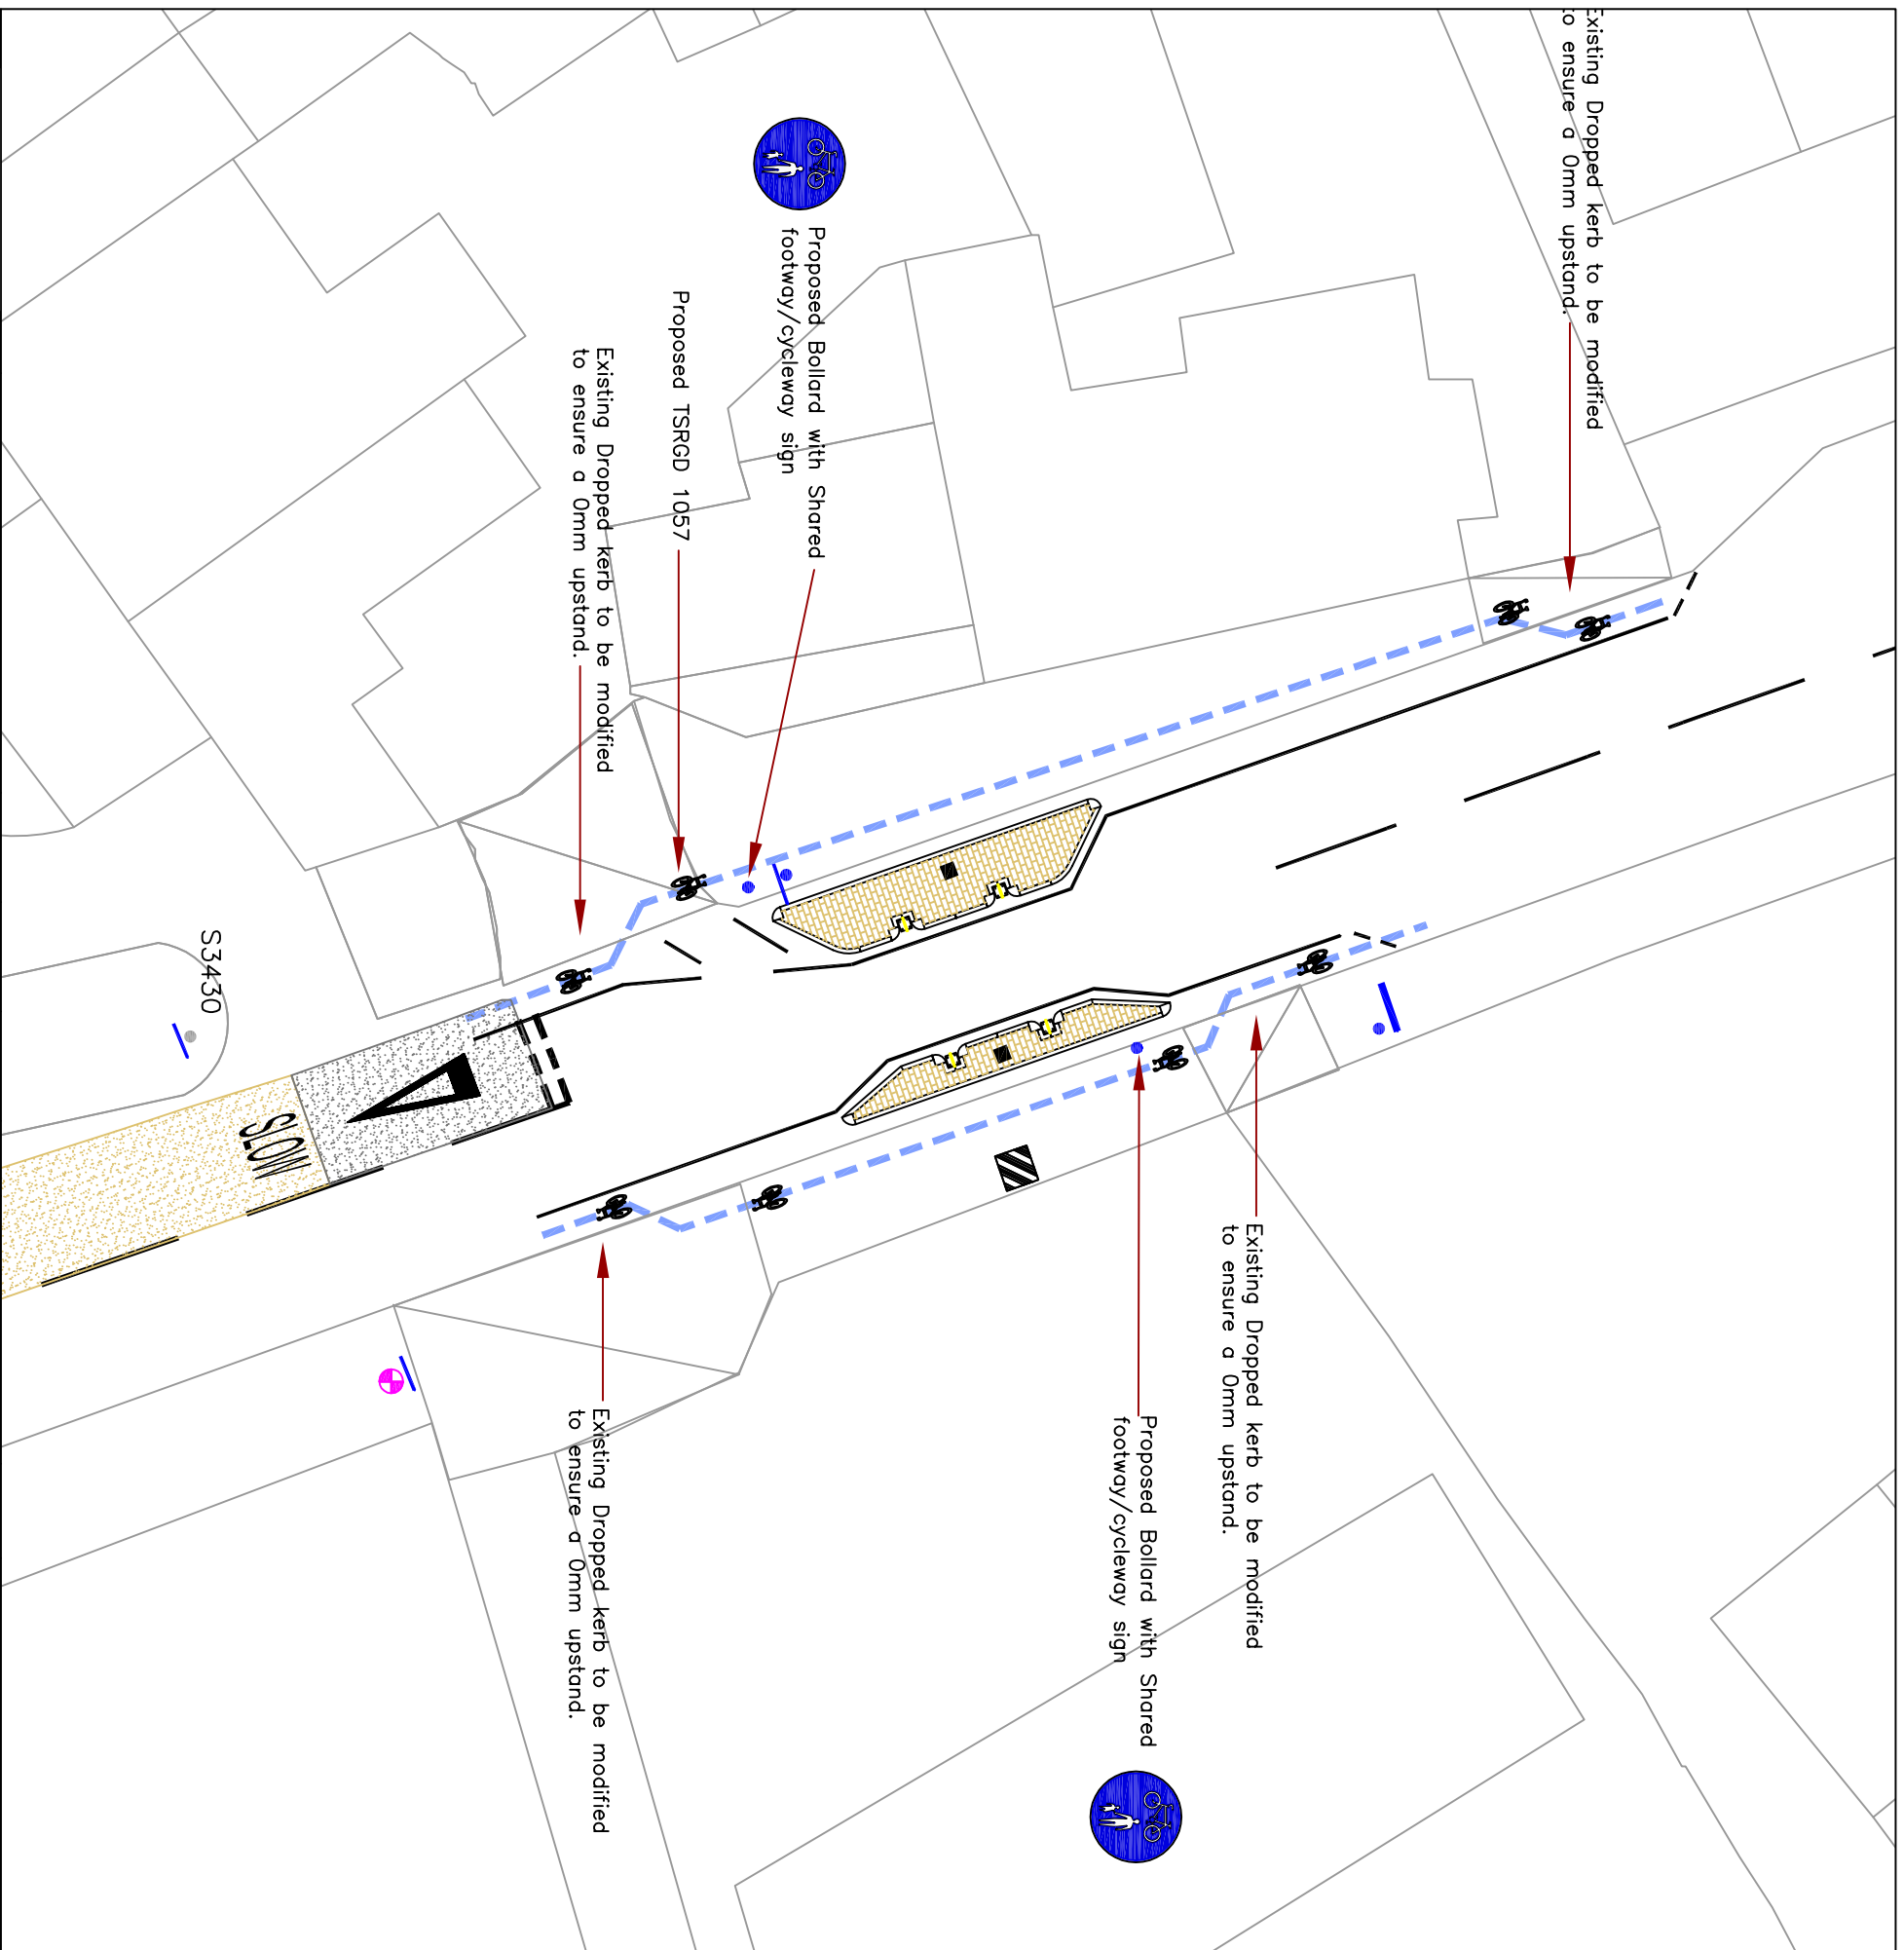 Existing Dropped kerb to be modified
to ensure a 0mm upstand.
Proposed Bollard with Shared
footway/cycleway sign
Proposed TSRGD 1057
Existing Dropped kerb to be modified
to ensure a 0mm upstand.
S3430
SLOW
Existing Dropped kerb to be modified
to ensure a 0mm upstand.
Proposed Bollard with Shared
footway/cycleway sign
Existing Dropped kerb to be modified
to ensure a 0mm upstand.